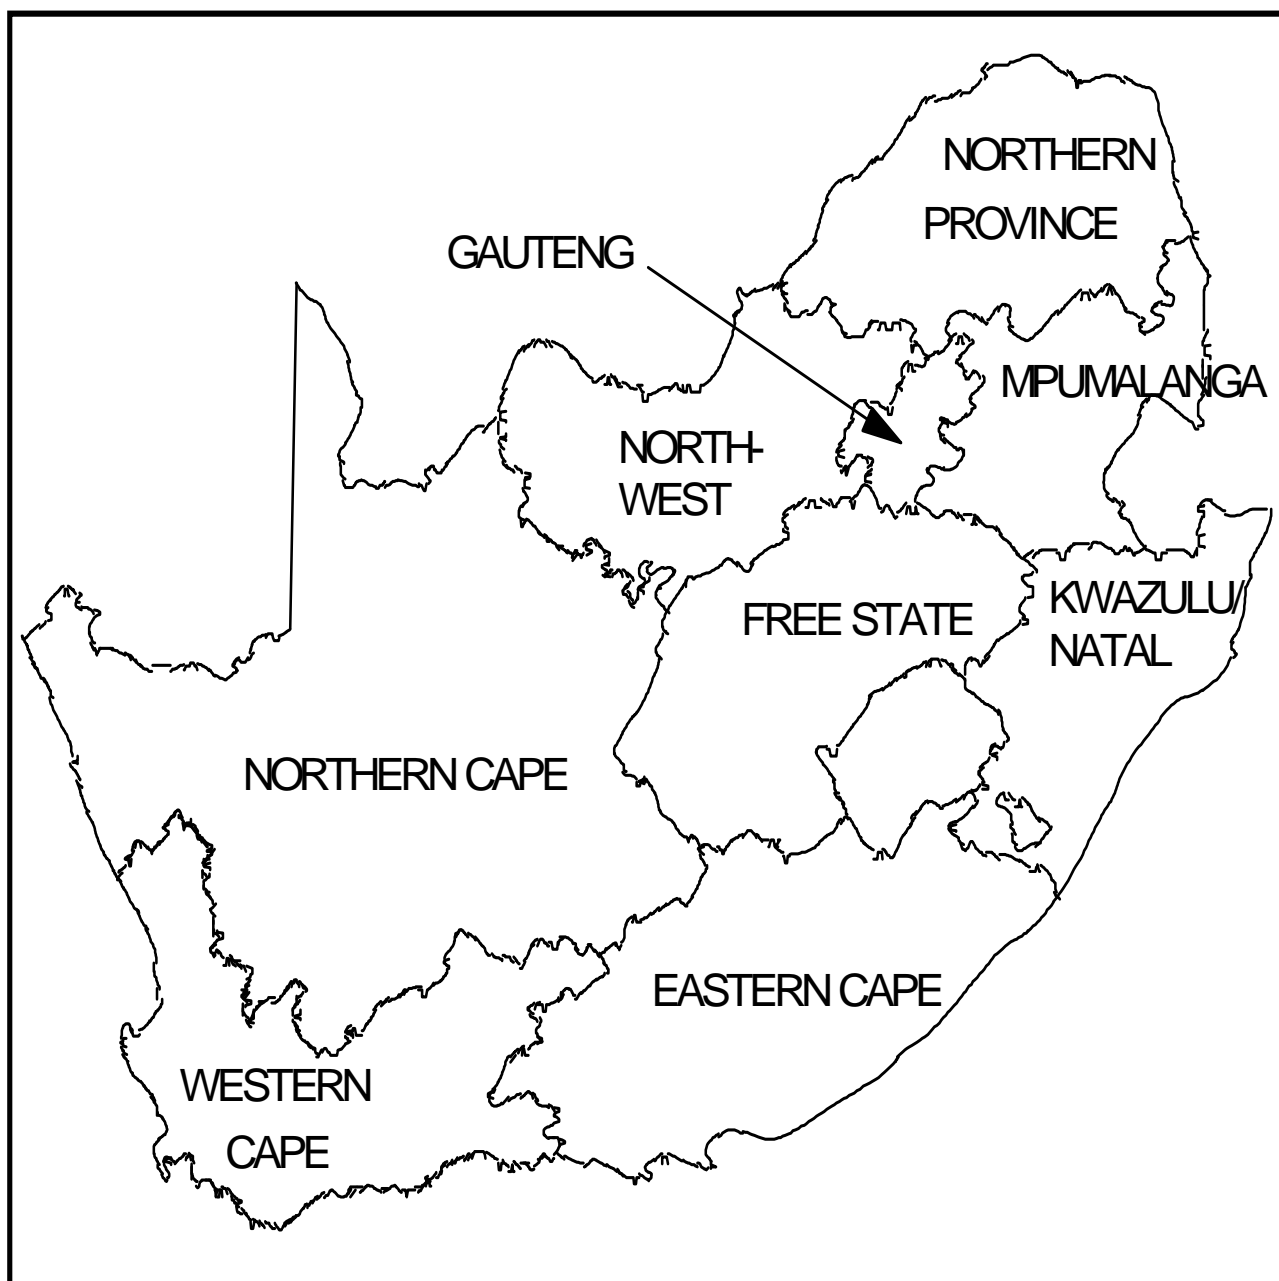 NORTHERN
PROVINCE
GAUTENG
MPUMALANGA
NORTH-
WEST
FREE STATE
KWAZULU/
NATAL
NORTHERN CAPE
EASTERN CAPE
WESTERN
CAPE